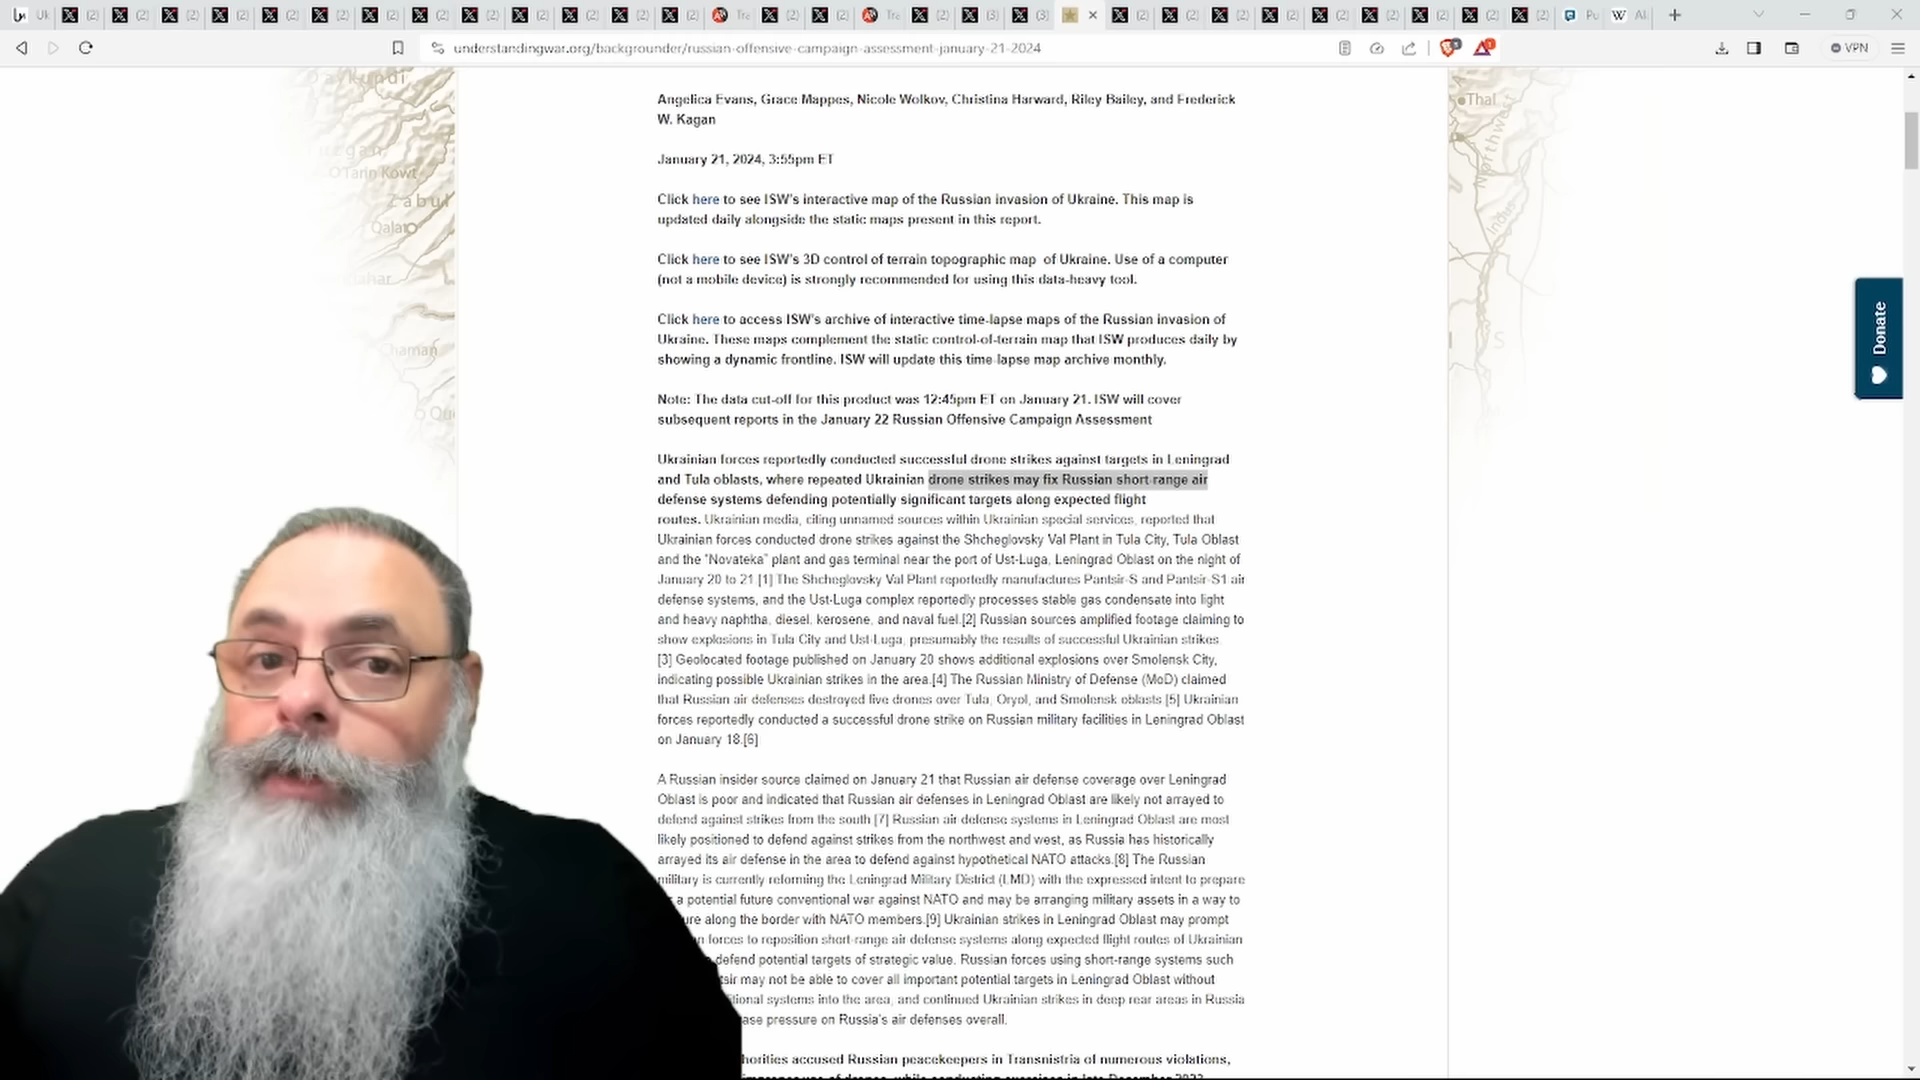 understandingwar.org/backgrounder/russian-offensive-campaign-assessment-january-21-2024
VPN
Angelica Evans, Grace Mappes, Nicole Wolkov, Christina Harward, Riley Bailey, and Frederick
W. Kagan
January 21, 2024, 3:55pm ET
Click here to see ISW's interactive map of the Russian invasion of Ukraine. This map is
updated daily alongside the static maps present in this report.
Click here to see ISW's 3D control of terrain topographic map of Ukraine. Use of a computer
(not a mobile device) is strongly recommended for using this data-heavy tool.
Click here to access ISW's archive of interactive time-lapse maps of the Russian invasion of
Ukraine. These maps complement the static control-of-terrain map that ISW produces daily by
showing a dynamic frontline. ISW will update this time-lapse map archive monthly.
Note: The data cut-off for this product was 12:45pm ET on January 21. ISW will cover
subsequent reports in the January 22 Russian Offensive Campaign Assessment
Ukrainian forces reportedly conducted successful drone strikes against targets in Leningrad
and Tula oblasts, where repeated Ukrainian drone strikes may fix Russian short-range air
defense systems defending potentially significant targets along expected flight
routes. Ukrainian media, citing unnamed sources within Ukrainian special services, reported that
Ukrainian forces conducted drone strikes against the Shcheglovsky Val Plant in Tula City, Tula Oblast
and the "Novateka" plant and gas terminal near the port of Ust-Luga, Leningrad Oblast on the night of
January 20 to 21.[1] The Shcheglovsky Val Plant reportedly manufactures Pantsir-S and Pantsir-S1 air
defense systems, and the Ust-Luga complex reportedly processes stable gas condensate into light
and heavy naphtha, diesel, kerosene, and naval fuel.[2] Russian sources amplified footage claiming to
show explosions in Tula City and Ust-Luga, presumably the results of successful Ukrainian strikes.
[3] Geolocated footage published on January 20 shows additional explosions over Smolensk City,
indicating possible Ukrainian strikes in the area.[4] The Russian Ministry of Defense (MoD) claimed
that Russian air defenses destroyed five drones over Tula, Oryol, and Smolensk oblasts.[5] Ukrainian
forces reportedly conducted a successful drone strike on Russian military facilities in Leningrad Oblast
on January 18.[6]
A Russian insider source claimed on January 21 that Russian air defense coverage over Leningrad
Oblast is poor and indicated that Russian air defenses in Leningrad Oblast are likely not arrayed to
defend against strikes from the south.[7] Russian air defense systems in Leningrad Oblast are most
likely positioned to defend against strikes from the northwest and west, as Russia has historically
arrayed its air defense in the area to defend against hypothetical NATO attacks.[8] The Russian
military is currently reforming the Leningrad Military District (LMD) with the expressed intent to prepare
a potential future conventional war against NATO and may be arranging military assets in a way to
along the border with NATO members.[9] Ukrainian strikes in Leningrad Oblast may prompt
forces to reposition short-range air defense systems along expected flight routes of Ukrainian
defend potential targets of strategic value. Russian forces using short-range systems such
may not be able to cover all important potential targets in Leningrad Oblast without
systems into the area, and continued Ukrainian strikes in deep rear areas in Russia
pressure on Russia's air defenses overall.
accused Russian peacekeepers in Transnistria of numerous violations,
use of drones, while conducting exercises in late December 2023
Donate
Tarin Kowt
Zabul
Qalat
Chaman
Thal
Northwest
Indus